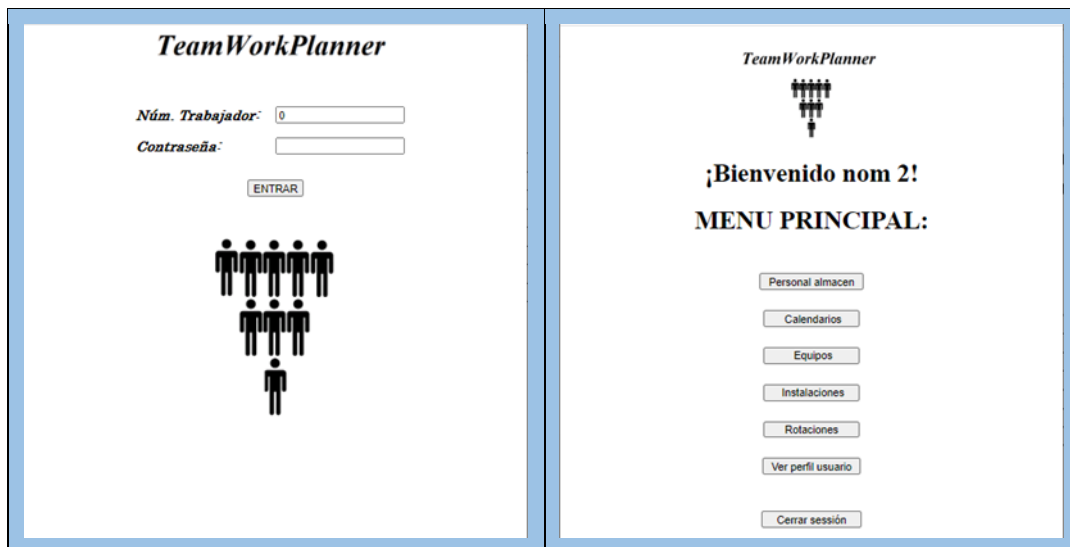 TeamWorkPlanner
Núm. Trabajador:
0
Contraseña:
ENTRAR
TeamWorkPlanner
¡Bienvenido nom 2!
MENU PRINCIPAL:
Personal almacen
Calendarios
Equipos
Instalaciones
Rotaciones
Ver perfil usuario
Cerrar sessión